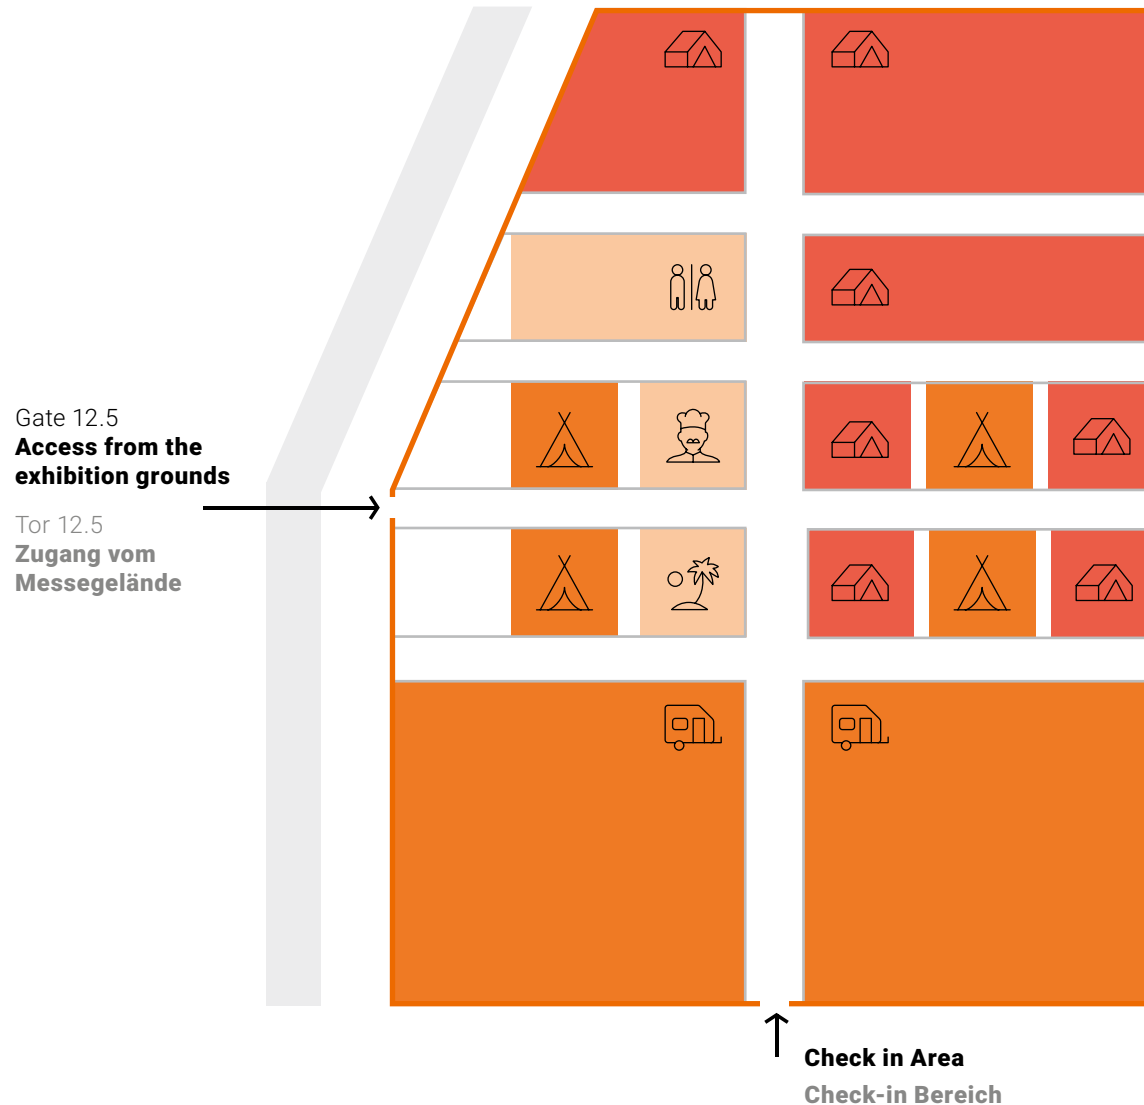 Gate 12.5
Access from the
exhibition grounds
Tor 12.5
Zugang vom
Messegelände
Check in Area
Check-in Bereich